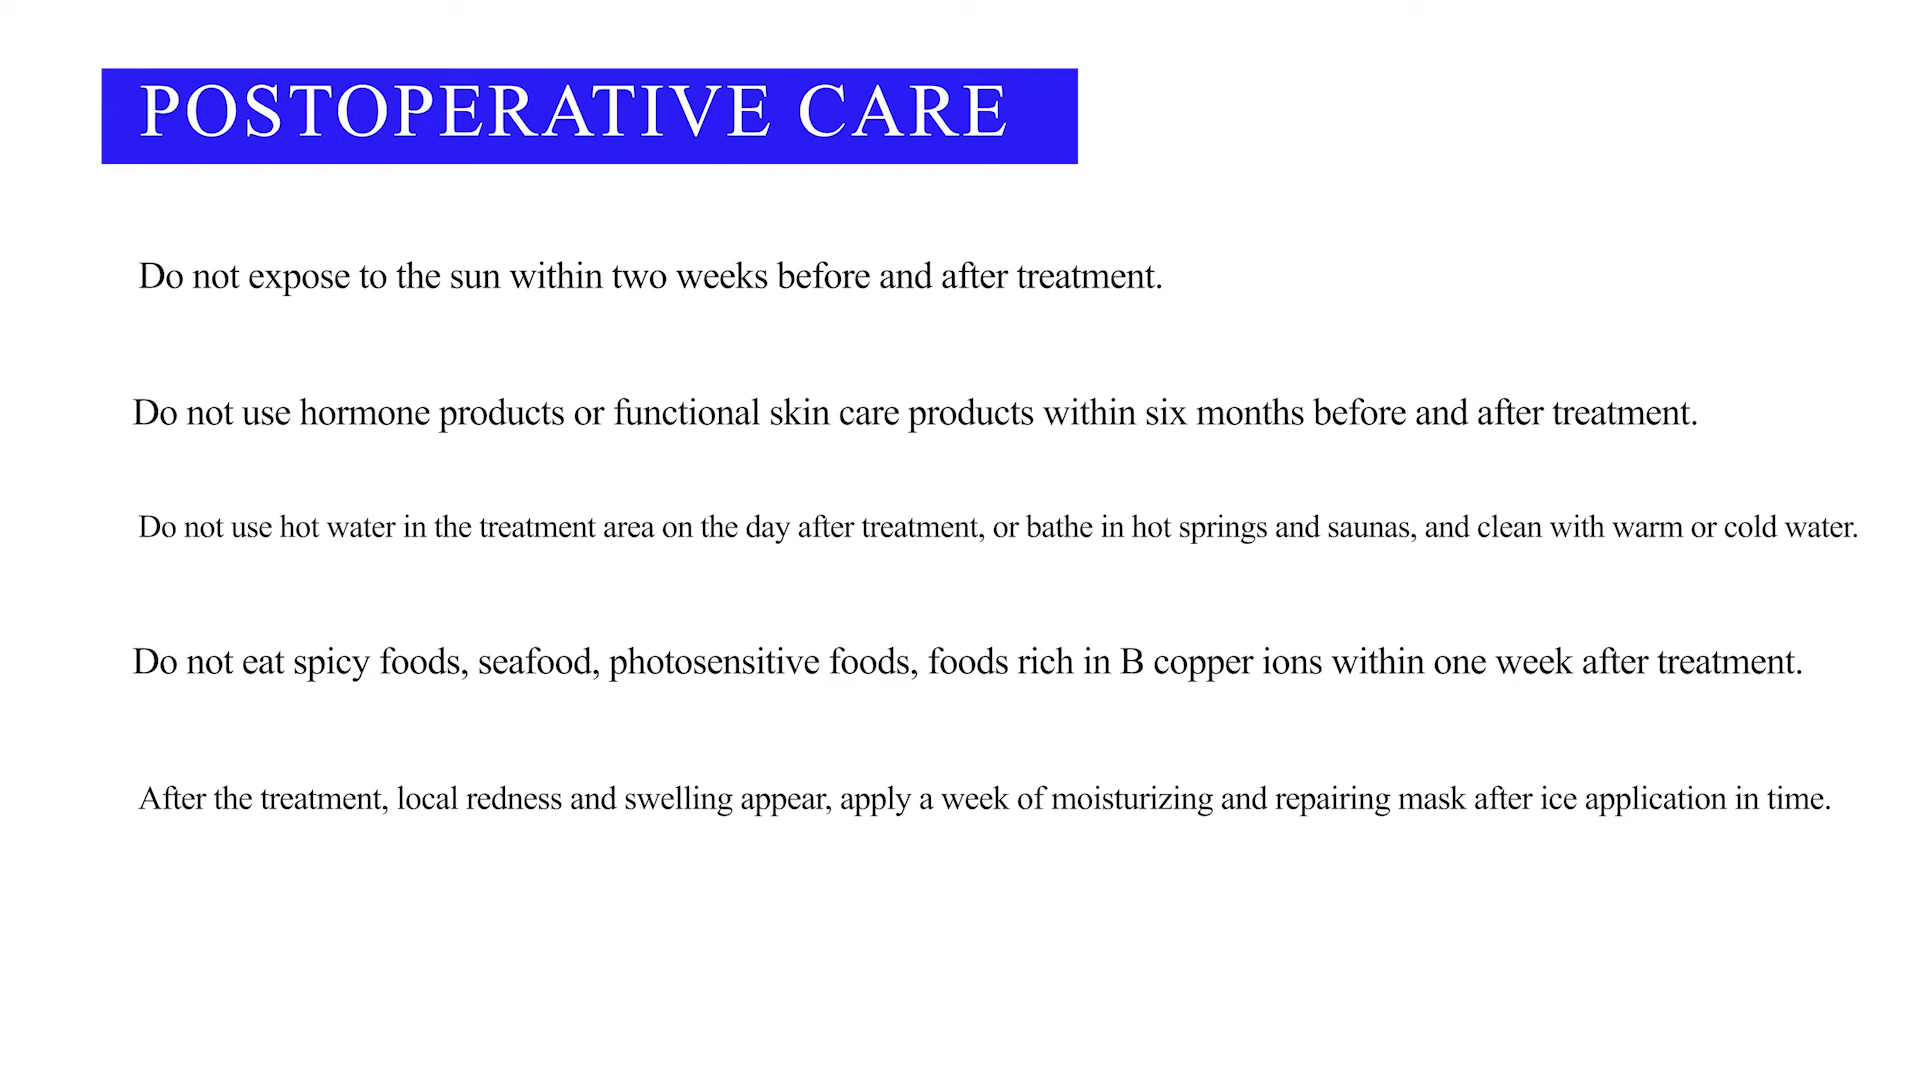 POSTOPERATIVE CARE
Do not expose to the sun within two weeks before and after treatment.
Do not use hormone products or functional skin care products within six months before and after treatment.
Do not use hot water in the treatment area on the day after treatment, or bathe in hot springs and saunas, and clean with warm or cold water.
Do not eat spicy foods, seafood, photosensitive foods, foods rich in B copper ions within one week after treatment.
After the treatment, local redness and swelling appear, apply a week of moisturizing and repairing mask after ice application in time.